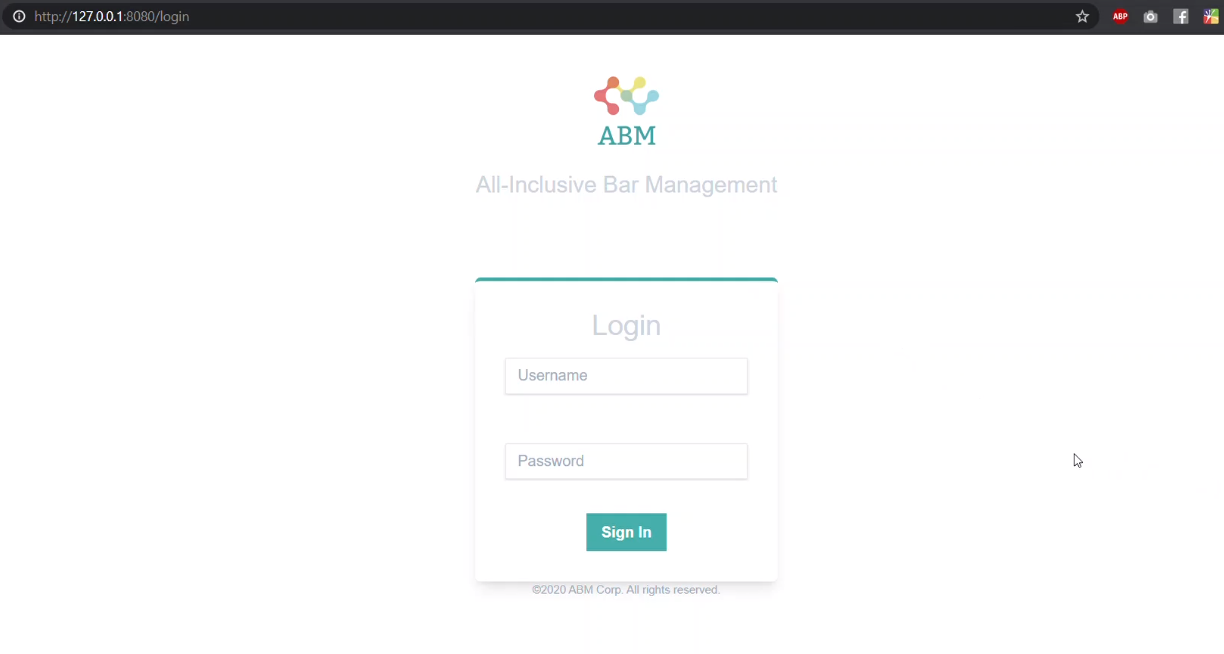 http://127.0.0.1:8080/login
ABP
ABM
All-Inclusive Bar Management
Login
Username
Password
Sign In
©2020 ABM Corp. All rights reserved.